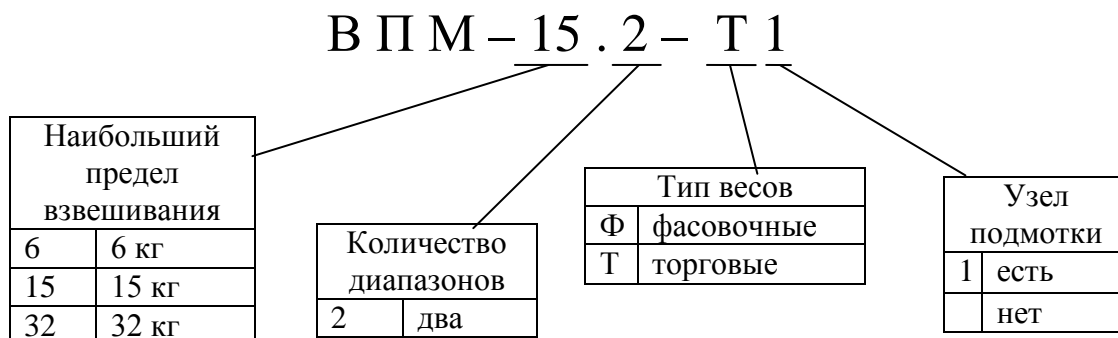 В П М – 15 . 2 – Т 1
Наибольший
предел
взвешивания
6 6 кг
15 15 кг
32 32 кг
Количество
диапазонов
2 два
Тип весов
Ф фасовочные
Т торговые
Узел
подмотки
1 есть
нет